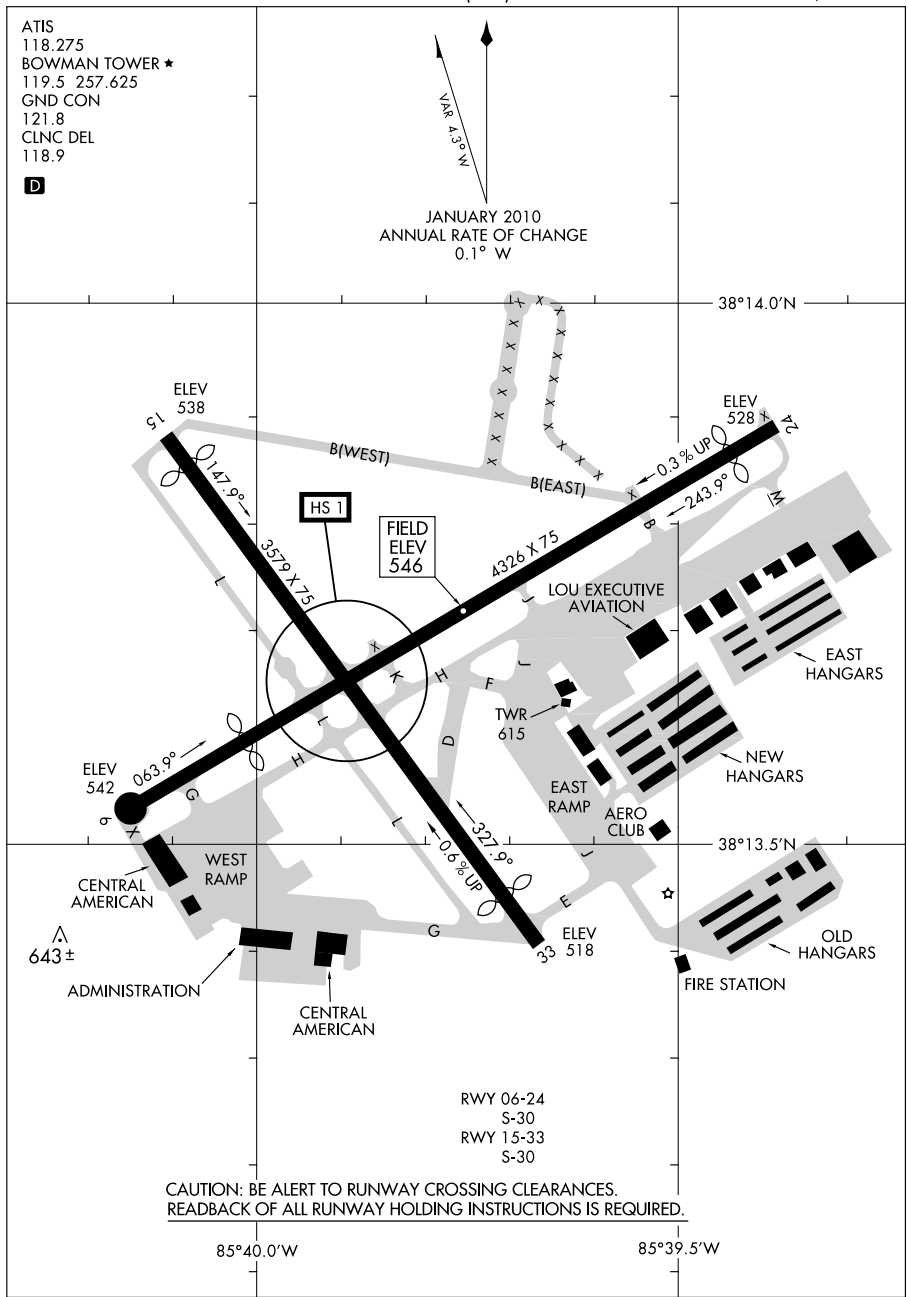 ATIS
118.275
BOWMAN TOWER ★
119.5 257.625
GND CON
121.8
CLNC DEL
118.9
D
VAR 4.3° W
JANUARY 2010
ANNUAL RATE OF CHANGE
0.1° W
38°14.0'N
ELEV
538
15
B(WEST)
B(EAST)
ELEV
528
24
0.3% UP
243.9°
147.9°
HS 1
FIELD
ELEV
546
3579 X 75
4326 X 75
B
W
L
J
LOU EXECUTIVE
AVIATION
EAST
HANGARS
K
H
F
J
L
TWR
615
D
063.9°
H
G
ELEV
542
6
X
NEW
HANGARS
EAST
RAMP
AERO
CLUB
L
327.9°
0.6% UP
J
38°13.5'N
WEST
RAMP
CENTRAL
AMERICAN
E
G
33
ELEV
518
643±
ADMINISTRATION
CENTRAL
AMERICAN
OLD
HANGARS
FIRE STATION
RWY 06-24
S-30
RWY 15-33
S-30
CAUTION: BE ALERT TO RUNWAY CROSSING CLEARANCES.
READBACK OF ALL RUNWAY HOLDING INSTRUCTIONS IS REQUIRED.
85°40.0'W
85°39.5'W